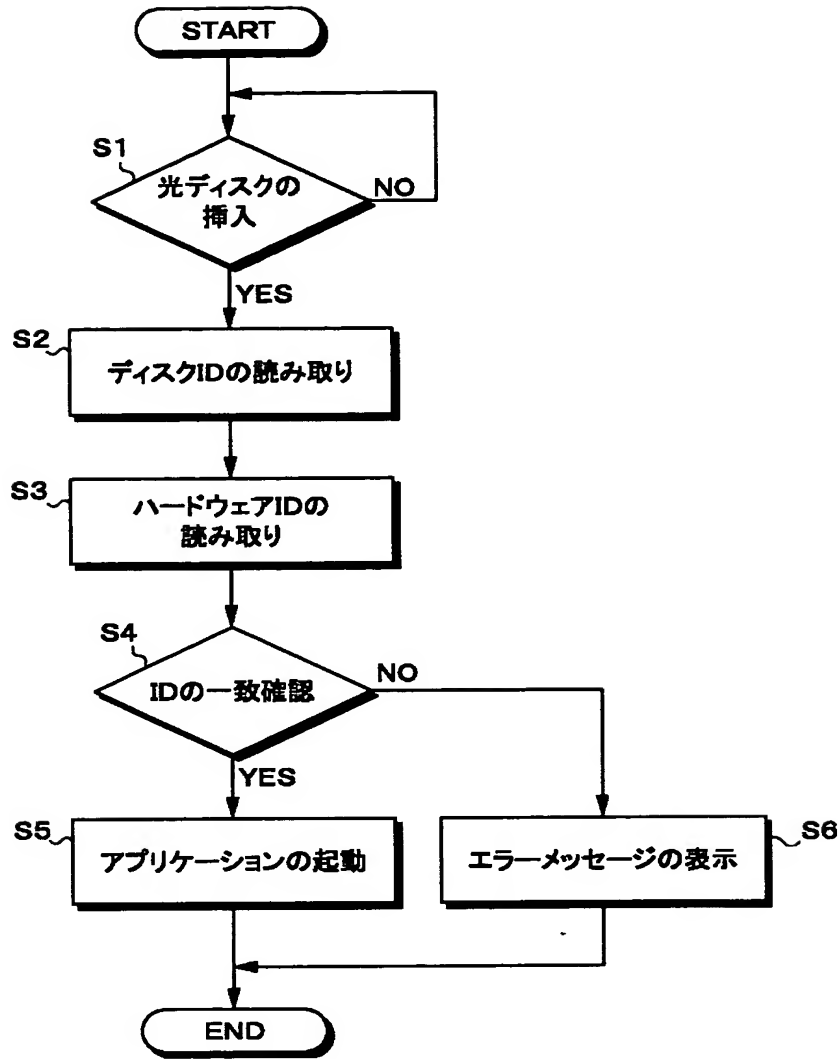 START
S1
光ディスクの
挿入
NO
YES
S2
ディスクIDの読み取り
S3
ハードウェアIDの
読み取り
S4
IDの一致確認
NO
YES
S5
アプリケーションの起動
エラーメッセージの表示
S6
END